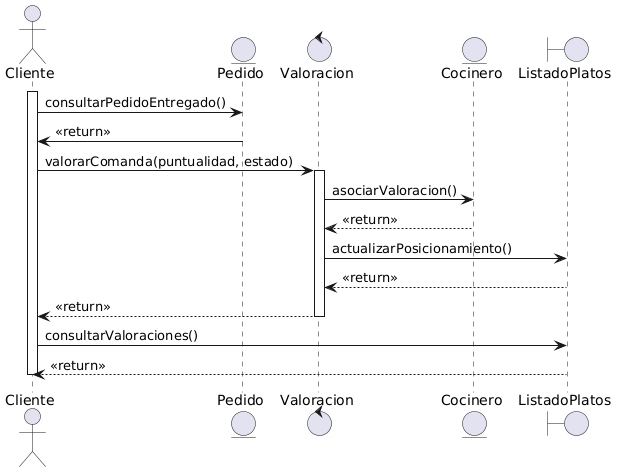 Cliente Pedido Valoracion Cocinero ListadoPlatos
consultarPedidoEntregado()
«return»
valorarComanda(puntualidad, estado)
asociarValoracion()
«return»
actualizarPosicionamiento()
«return»
«return»
consultarValoraciones()
«return»
Cliente Pedido Valoracion Cocinero ListadoPlatos